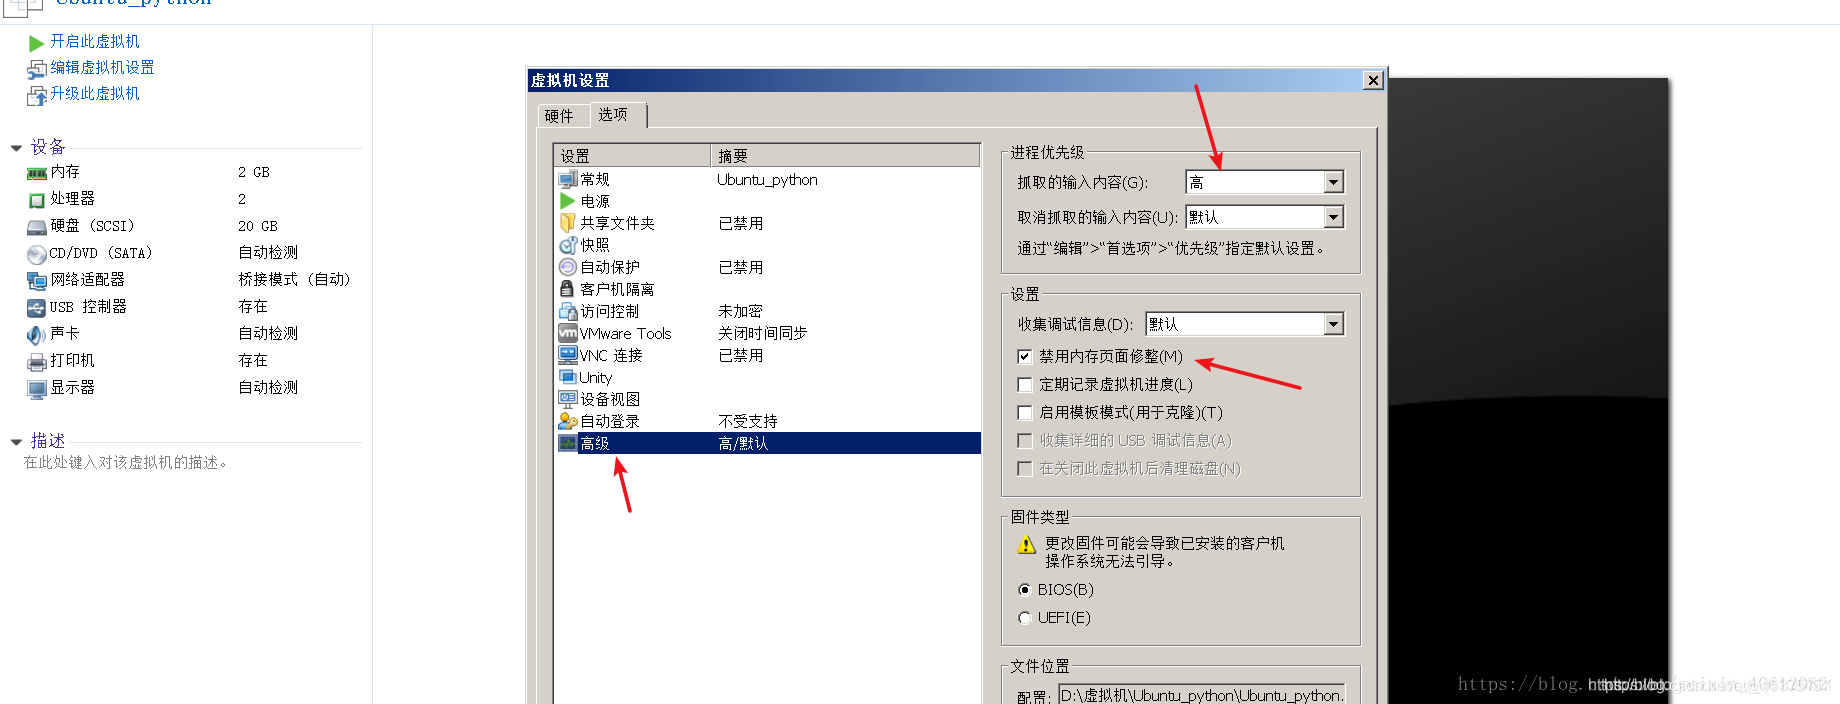 Ubuntu_python
开启此虚拟机
编辑虚拟机设置
升级此虚拟机
设备
内存 2 GB
处理器 2
硬盘 (SCSI) 20 GB
CD/DVD (SATA) 自动检测
网络适配器 桥接模式 (自动)
USB 控制器 存在
声卡 自动检测
打印机 存在
显示器 自动检测
描述
在此处键入对该虚拟机的描述。
虚拟机设置
硬件 选项
设置 摘要
常规 Ubuntu_python
电源
共享文件夹 已禁用
快照
自动保护 已禁用
客户机隔离
访问控制 未加密
VMware Tools 关闭时间同步
VNC 连接 已禁用
Unity
设备视图
自动登录 不受支持
高级 高/默认
进程优先级
抓取的输入内容(G): 高
取消抓取的输入内容(U): 默认
通过“编辑”>“首选项”>“优先级”指定默认设置。
设置
收集调试信息(D): 默认
禁用内存页面修整(M)
定期记录虚拟机进度(L)
启用模板模式(用于克隆)(T)
收集详细的 USB 调试信息(A)
在关闭此虚拟机后清理磁盘(N)
固件类型
更改固件可能会导致已安装的客户机
操作系统无法引导。
BIOS(B)
UEFI(E)
文件位置
配置: D:\虚拟机\Ubuntu_python\Ubuntu_python.
https://blog.